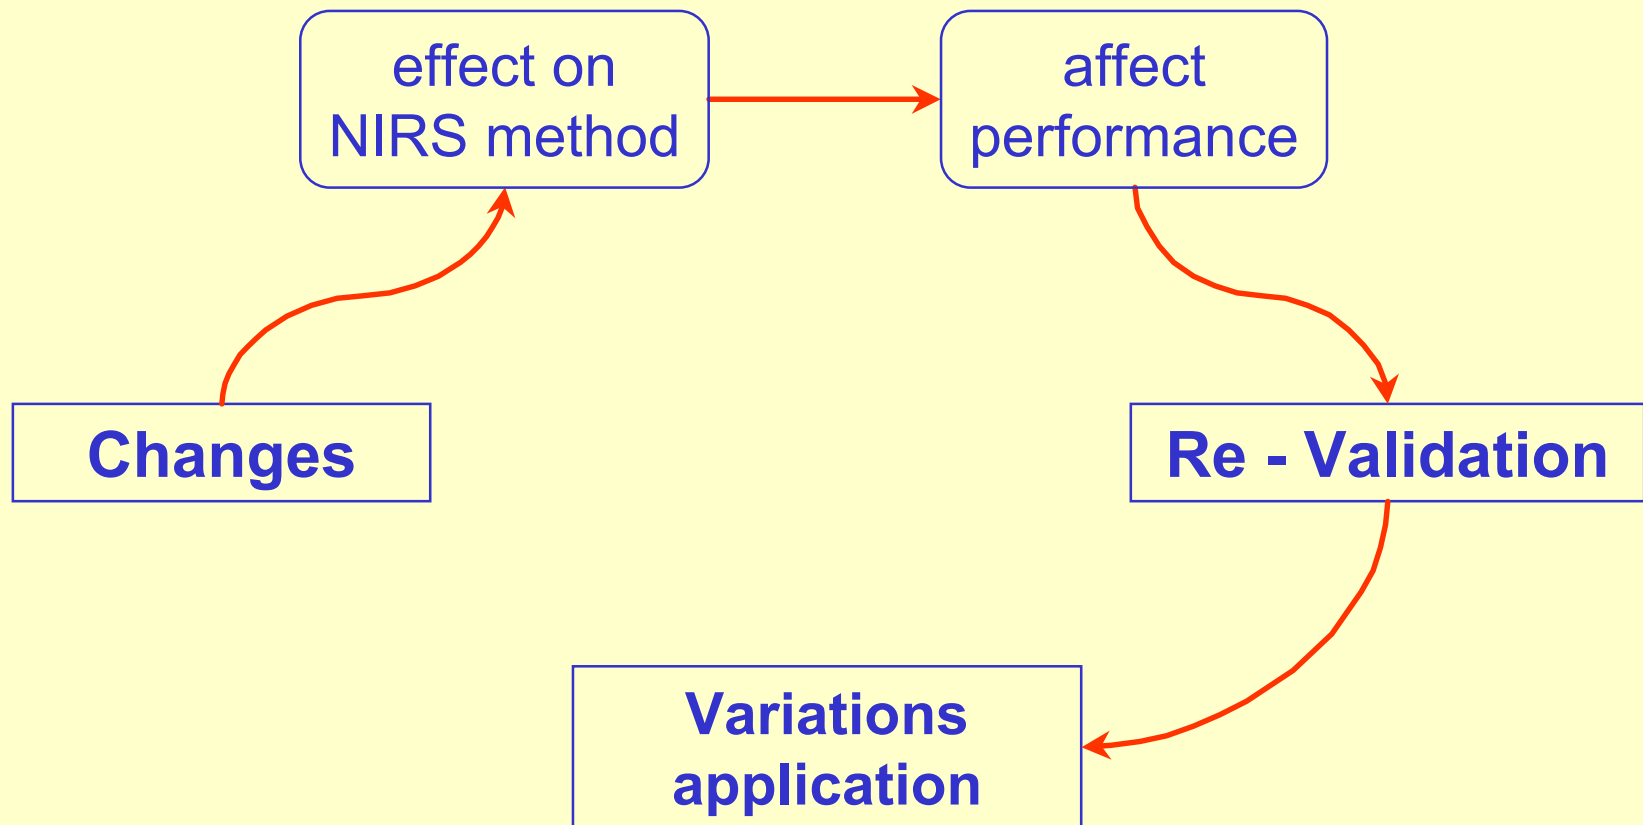 effect on
NIRS method
affect
performance
Changes
Re - Validation
Variations
application